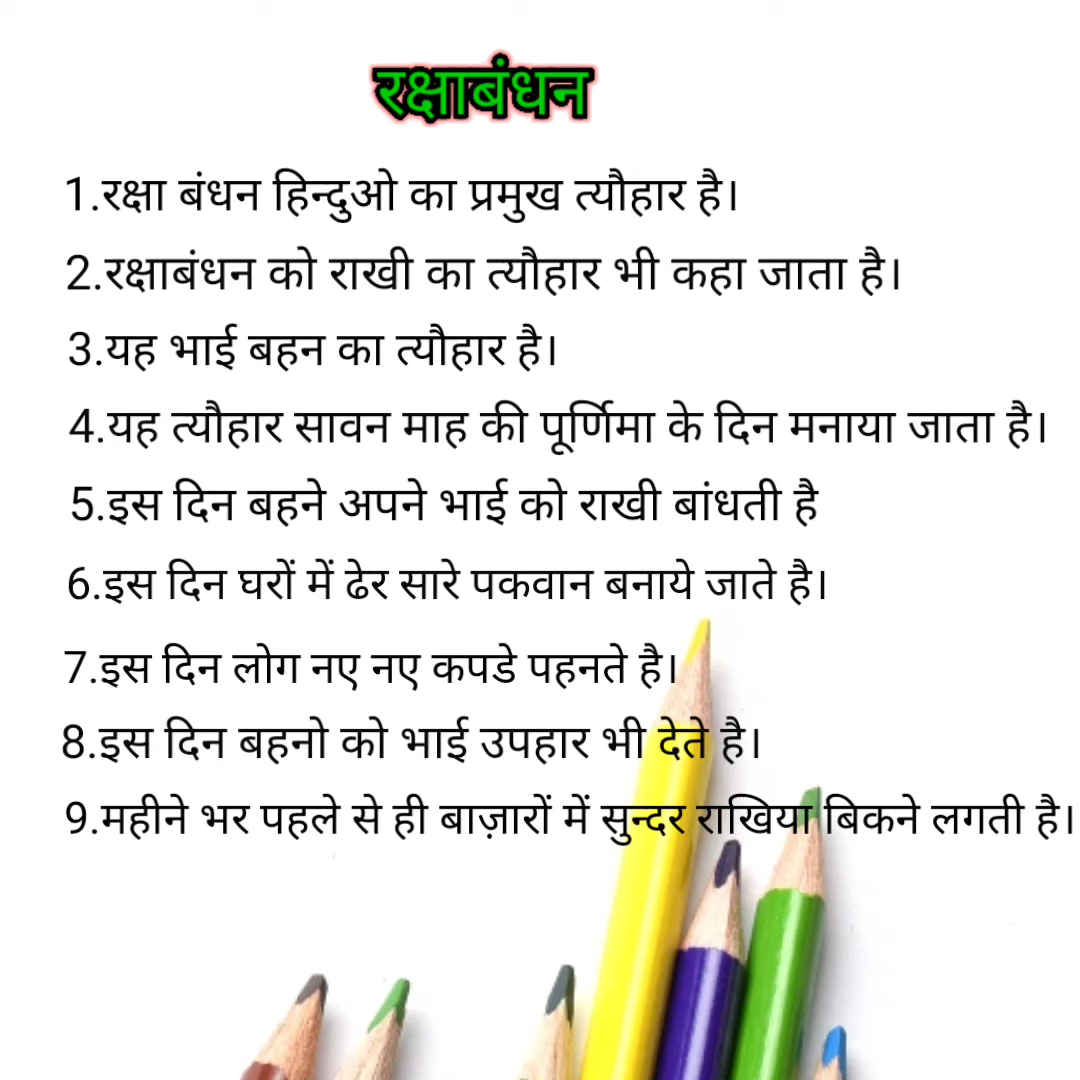 रक्षाबंधन
1.रक्षा बंधन हिन्दुओ का प्रमुख त्यौहार है।
2.रक्षाबंधन को राखी का त्यौहार भी कहा जाता है।
3.यह भाई बहन का त्यौहार है।
4.यह त्यौहार सावन माह की पूर्णिमा के दिन मनाया जाता है।
5.इस दिन बहने अपने भाई को राखी बांधती है
6.इस दिन घरों में ढेर सारे पकवान बनाये जाते है।
7.इस दिन लोग नए नए कपडे पहनते है।
8.इस दिन बहनो को भाई उपहार भी देते है।
9.महीने भर पहले से ही बाज़ारों में सुन्दर राखिया बिकने लगती है।